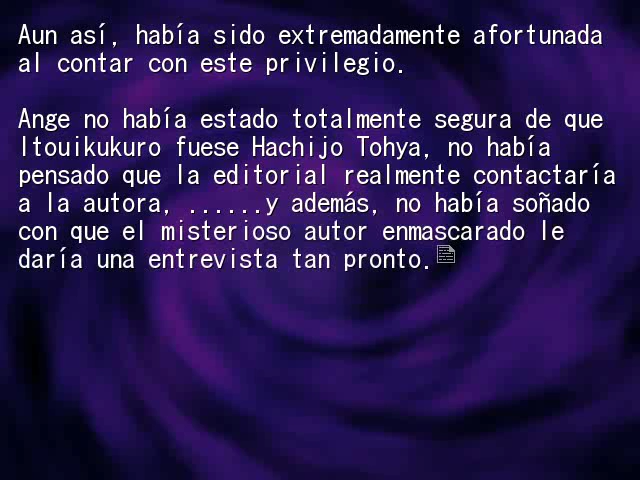 Aun así, había sido extremadamente afortunada
al contar con este privilegio.
Ange no había estado totalmente segura de que
Itouikukuro fuese Hachijo Tohya, no había
pensado que la editorial realmente contactaría
a la autora, ......y además, no había soñado
con que el misterioso autor enmascarado le
daría una entrevista tan pronto.